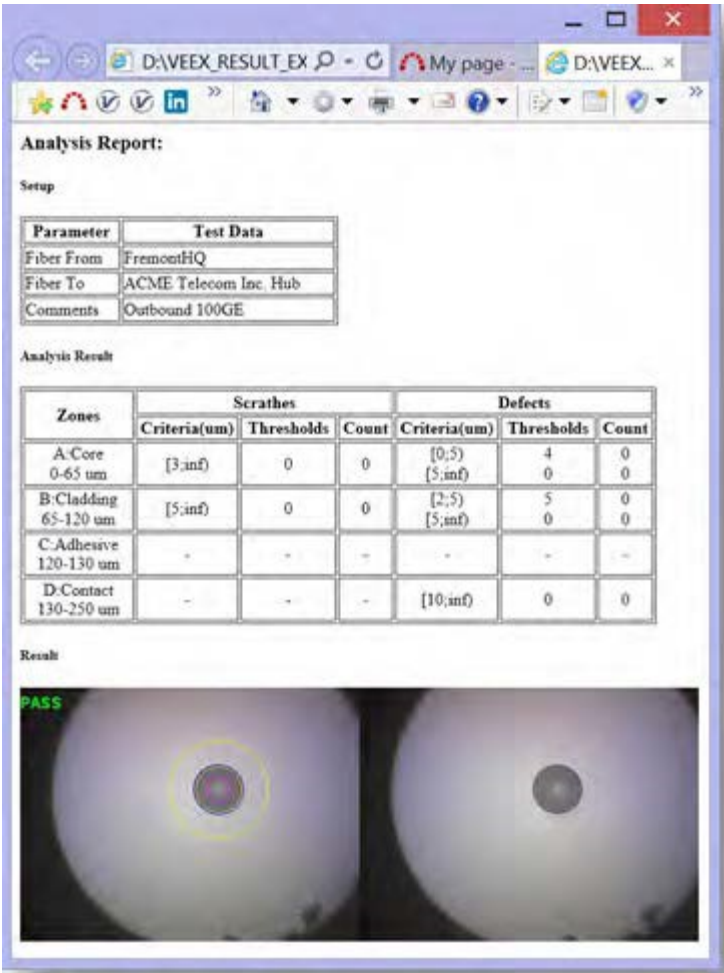 D:\VEEX_RESULT_EX
My page - ...
D:\VEEX...
Analysis Report:
Setup
Parameter Test Data
Fiber From FremontHQ
Fiber To ACME Telecom Inc. Hub
Comments Outbound 100GE
Analysis Result
Zones Scrathes Defects
Criteria(um) Thresholds Count Criteria(um) Thresholds Count
A:Core
0-65 um
[3;inf) 0 0
[0;5) 4 0
[5;inf) 0 0
B:Cladding
65-120 um
[5;inf) 0 0
[2;5) 5 0
[5;inf) 0 0
C:Adhesive
120-130 um
- - - - - -
D:Contact
130-250 um
- - - [10;inf) 0 0
Result
PASS